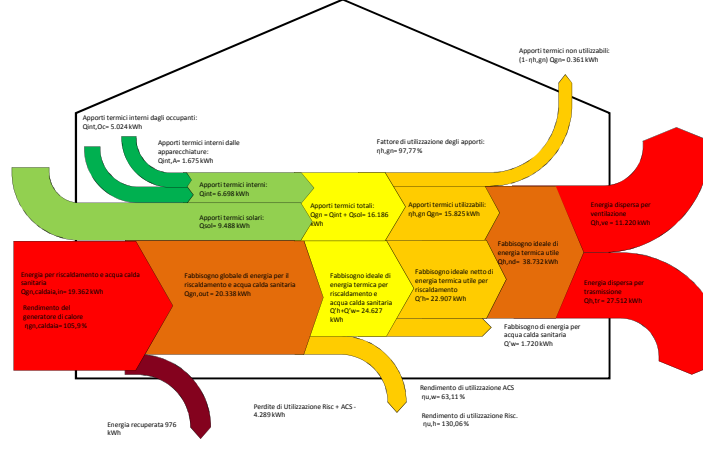 Apporti termici non utilizzabili:
(1- ηh,gn) Qgn= 0.361 kWh
Apporti termici interni dagli occupanti:
Qint,Oc= 5.024 kWh
Apporti termici interni dalle
apparecchiature:
Qint,A= 1.675 kWh
Fattore di utilizzazione degli apporti:
ηh,gn= 97,77 %
Apporti termici interni:
Qint= 6.698 kWh
Apporti termici solari:
Qsol= 9.488 kWh
Apporti termici totali:
Qgn = Qint + Qsol= 16.186
kWh
Apporti termici utilizzabili:
ηh,gn Qgn= 15.825 kWh
Energia dispersa per
ventilazione
Qh,ve = 11.220 kWh
Fabbisogno ideale di
energia termica utile
Qh,nd= 38.732 kWh
Energia per riscaldamento e acqua calda
sanitaria
Qgn,caldaia,in= 19.362 kWh
Rendimento del
generatore di calore
ηgn,caldaia= 105,9 %
Fabbisogno globale di energia per il
riscaldamento e acqua calda sanitaria
Qgn,out = 20.338 kWh
Fabbisogno ideale di
energia termica per
riscaldamento e
acqua calda sanitaria
Q'h+Q'w= 24.627
kWh
Fabbisogno ideale netto di
energia termica utile per
riscaldamento
Q'h= 22.907 kWh
Energia dispersa per
trasmissione
Qh,tr= 27.512 kWh
Fabbisogno di energia per
acqua calda sanitaria
Q'w= 1.720 kWh
Energia recuperata 976
kWh
Perdite di Utilizzazione Risc + ACS -
4.289 kWh
Rendimento di utilizzazione ACS
ηu,w= 63,11 %
Rendimento di utilizzazione Risc.
ηu,h= 130,06 %